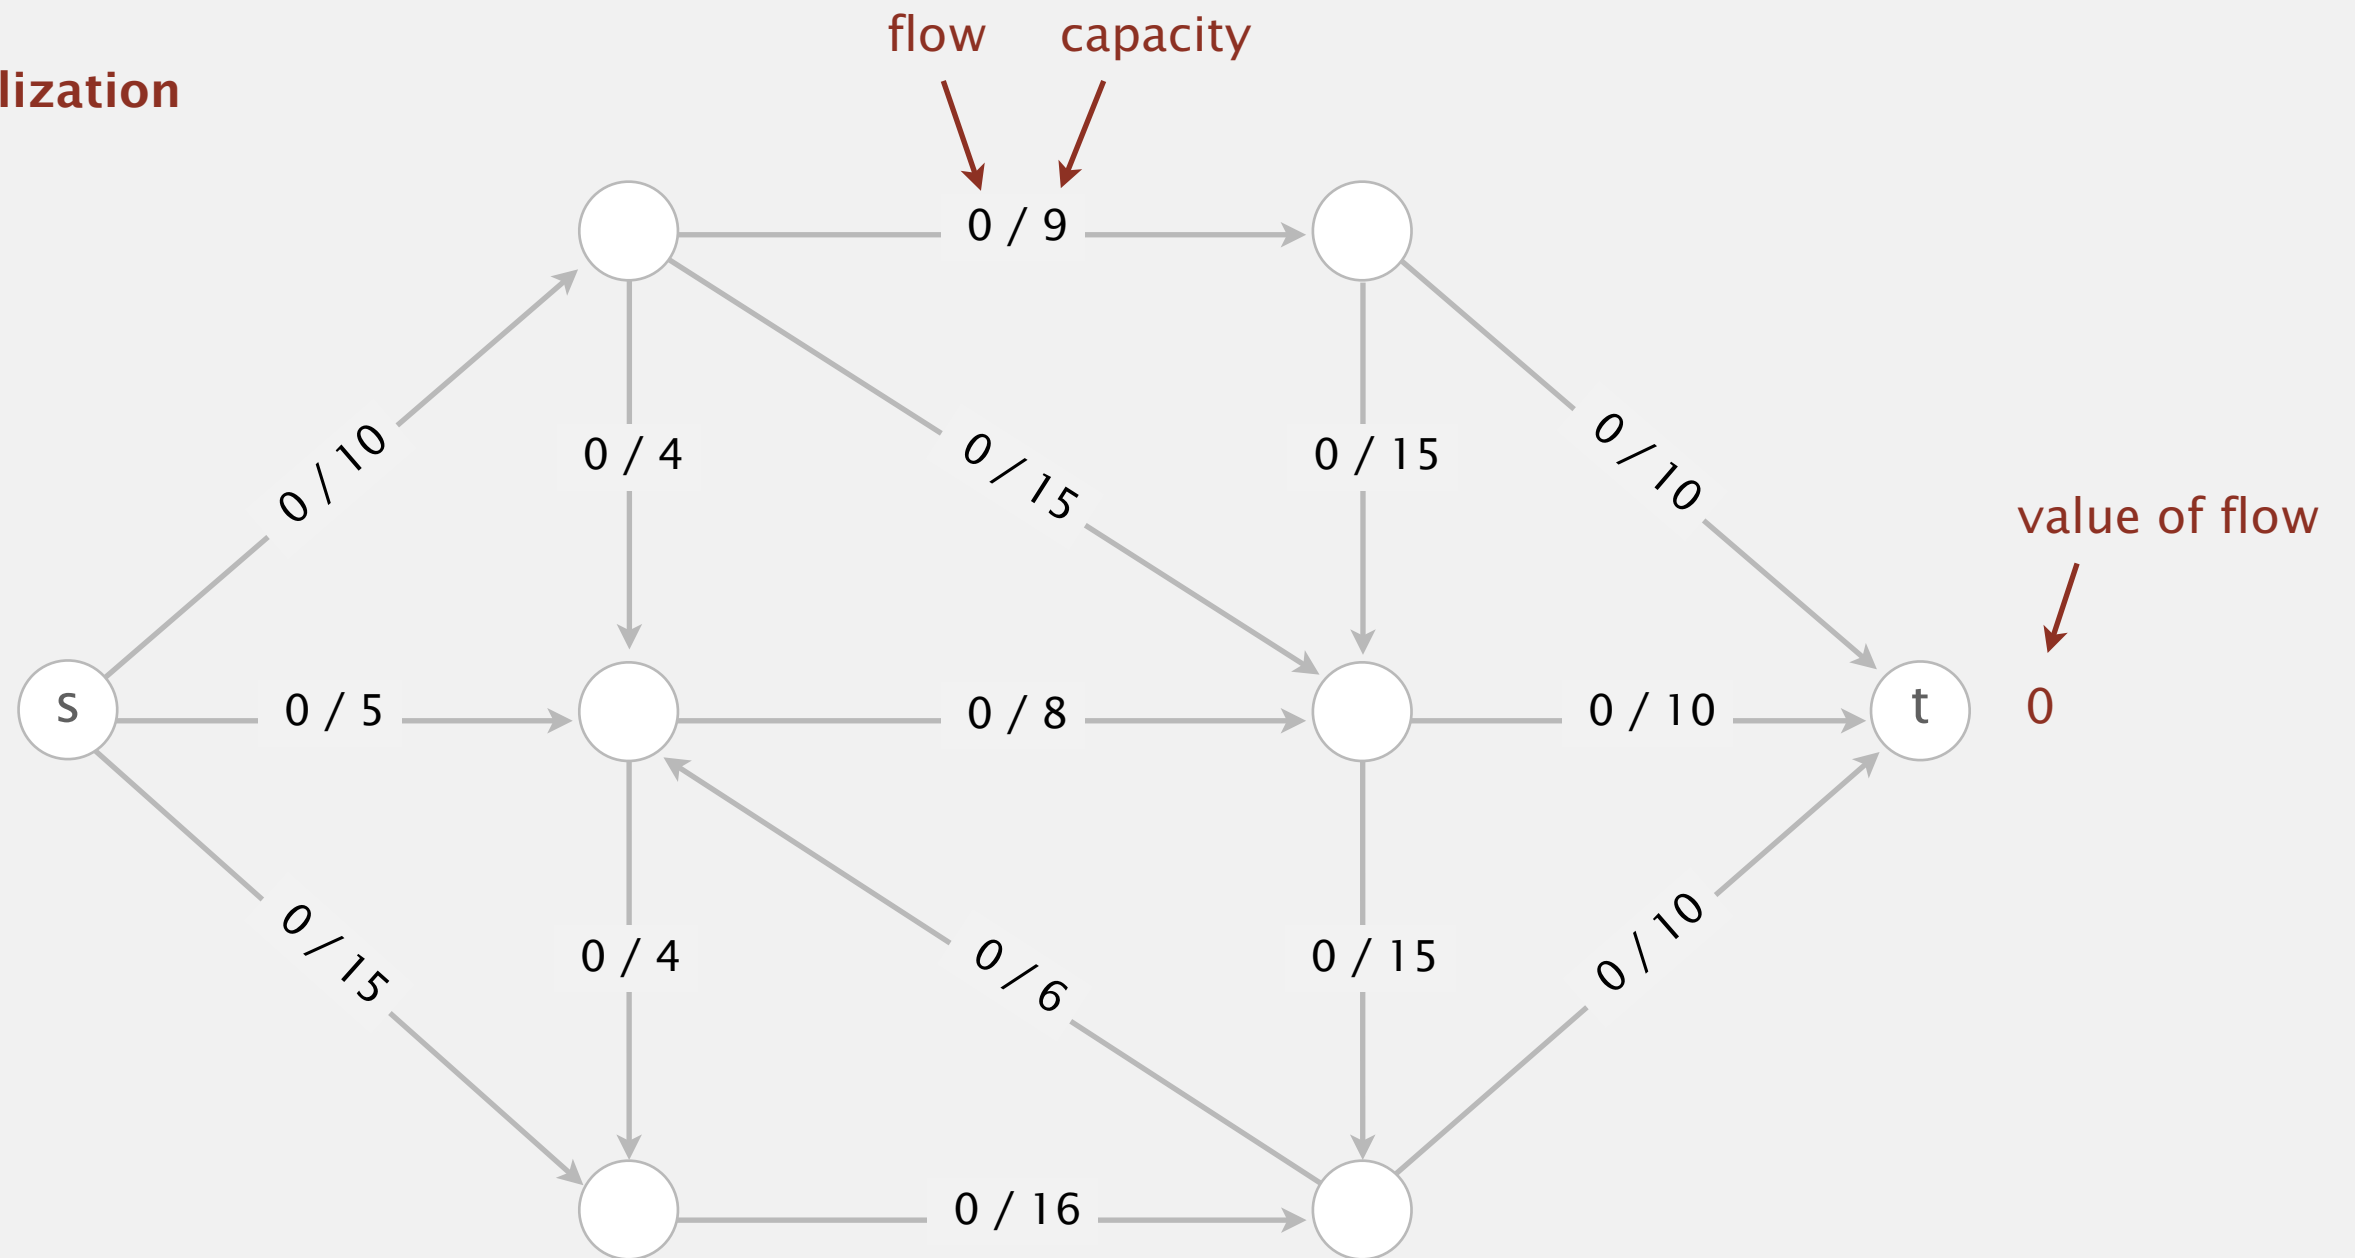 flow capacity
lization
0 / 9
0 / 10
0 / 4
0 / 15
0 / 15
0 / 10
value of flow
s
0 / 5
0 / 8
0 / 10
t
0
0 / 15
0 / 4
0 / 6
0 / 15
0 / 10
0 / 16